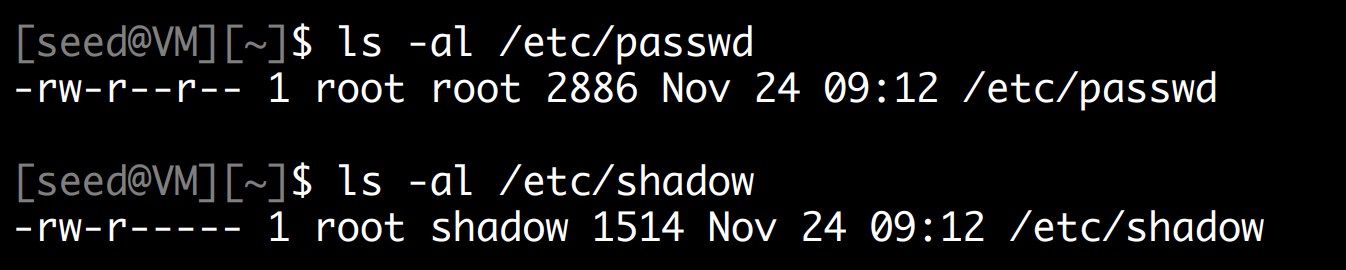 [seed@VM][~]$ ls -al /etc/passwd
-rw-r--r-- 1 root root 2886 Nov 24 09:12 /etc/passwd
[seed@VM][~]$ ls -al /etc/shadow
-rw-r----- 1 root shadow 1514 Nov 24 09:12 /etc/shadow